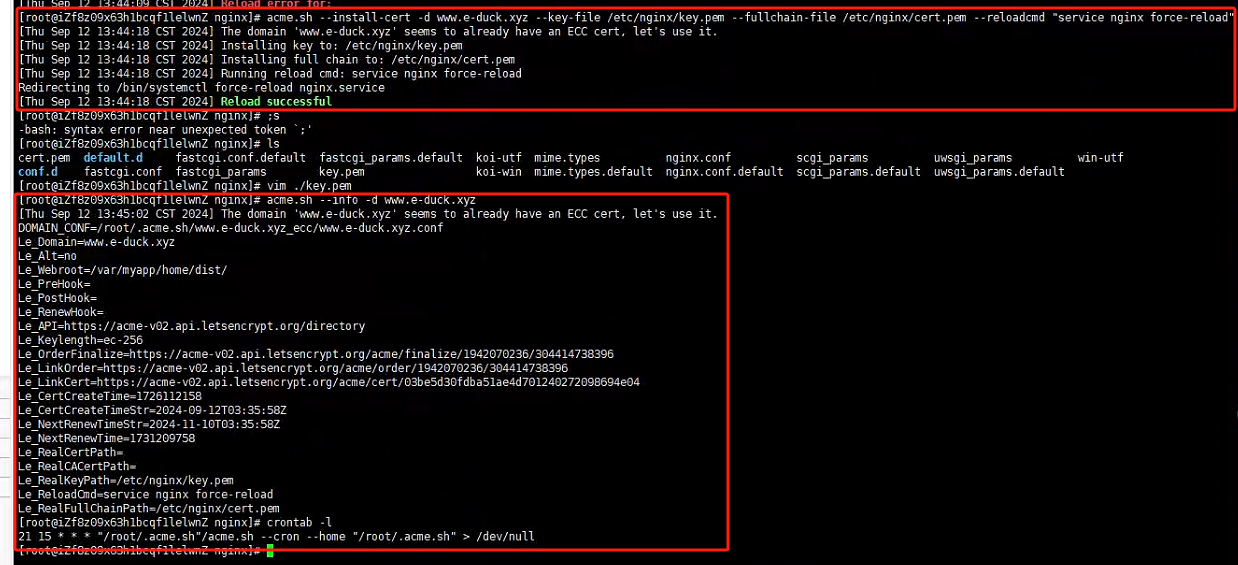 [Thu Sep 12 13:44:09 CST 2024] Reload error for:
[root@iZf8z09x63h1bcqf1lelwnZ nginx]# acme.sh --install-cert -d www.e-duck.xyz --key-file /etc/nginx/key.pem --fullchain-file /etc/nginx/cert.pem --reloadcmd "service nginx force-reload"
[Thu Sep 12 13:44:18 CST 2024] The domain 'www.e-duck.xyz' seems to already have an ECC cert, let's use it.
[Thu Sep 12 13:44:18 CST 2024] Installing key to: /etc/nginx/key.pem
[Thu Sep 12 13:44:18 CST 2024] Installing full chain to: /etc/nginx/cert.pem
[Thu Sep 12 13:44:18 CST 2024] Running reload cmd: service nginx force-reload
Redirecting to /bin/systemctl force-reload nginx.service
[Thu Sep 12 13:44:18 CST 2024] Reload successful
[root@iZf8z09x63h1bcqf1lelwnZ nginx]# ;s
-bash: syntax error near unexpected token `;'
[root@iZf8z09x63h1bcqf1lelwnZ nginx]# ls
cert.pem default.d fastcgi.conf.default fastcgi_params.default koi-utf mime.types nginx.conf scgi_params uwsgi_params win-utf
conf.d fastcgi.conf fastcgi_params key.pem koi-win mime.types.default nginx.conf.default scgi_params.default uwsgi_params.default
[root@iZf8z09x63h1bcqf1lelwnZ nginx]# vim ./key.pem
[root@iZf8z09x63h1bcqf1lelwnZ nginx]# acme.sh --info -d www.e-duck.xyz
[Thu Sep 12 13:45:02 CST 2024] The domain 'www.e-duck.xyz' seems to already have an ECC cert, let's use it.
DOMAIN_CONF=/root/.acme.sh/www.e-duck.xyz_ecc/www.e-duck.xyz.conf
Le_Domain=www.e-duck.xyz
Le_Alt=no
Le_Webroot=/var/myapp/home/dist/
Le_PreHook=
Le_PostHook=
Le_RenewHook=
Le_API=https://acme-v02.api.letsencrypt.org/directory
Le_Keylength=ec-256
Le_OrderFinalize=https://acme-v02.api.letsencrypt.org/acme/finalize/1942070236/304414738396
Le_LinkOrder=https://acme-v02.api.letsencrypt.org/acme/order/1942070236/304414738396
Le_LinkCert=https://acme-v02.api.letsencrypt.org/acme/cert/03be5d30fdba51ae4d701240272098694e04
Le_CertCreateTime=1726112158
Le_CertCreateTimeStr=2024-09-12T03:35:58Z
Le_NextRenewTimeStr=2024-11-10T03:35:58Z
Le_NextRenewTime=1731209758
Le_RealCertPath=
Le_RealCACertPath=
Le_RealKeyPath=/etc/nginx/key.pem
Le_ReloadCmd=service nginx force-reload
Le_RealFullChainPath=/etc/nginx/cert.pem
[root@iZf8z09x63h1bcqf1lelwnZ nginx]# crontab -l
21 15 * * * "/root/.acme.sh"/acme.sh --cron --home "/root/.acme.sh" > /dev/null
[root@iZf8z09x63h1bcqf1lelwnZ nginx]#